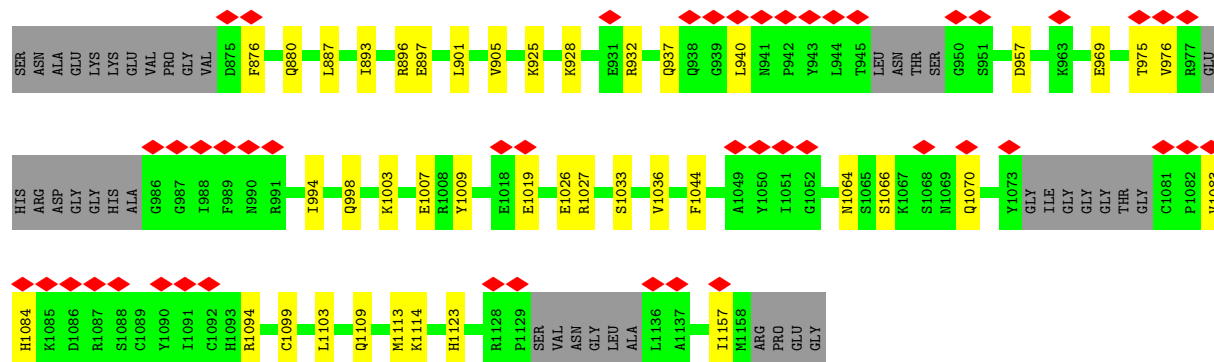 SER ASN ALA GLU LYS LYS GLU VAL PRO GLY VAL D875 F876 Q880 L887 I893 R896 E897 L901 V905 K925 K928 E931 R932 Q937 Q938 G939 L940 N941 P942 Y943 L944 T945 LEU ASN THR SER G950 S951 D957 K963 E969 T975 V976 R977 GLU
HIS ARG ASP GLY GLY HIS ALA G986 G987 I988 F989 N990 R991 I994 Q998 K1003 E1007 R1008 Y1009 E1018 E1019 E1026 R1027 S1033 V1036 F1044 A1049 Y1050 I1051 G1052 N1064 S1065 S1066 K1067 S1068 N1069 Q1070 Y1073 GLY ILE GLY GLY GLY THR GLY C1081 P1082
H1084 K1085 D1086 R1087 S1088 C1089 Y1090 I1091 C1092 H1093 R1094 C1099 L1103 Q1109 M1113 K1114 H1123 R1128 P1129 SER VAL ASN GLY LEU ALA L1136 A1137 I1157 M1158 ARG PRO GLU GLY